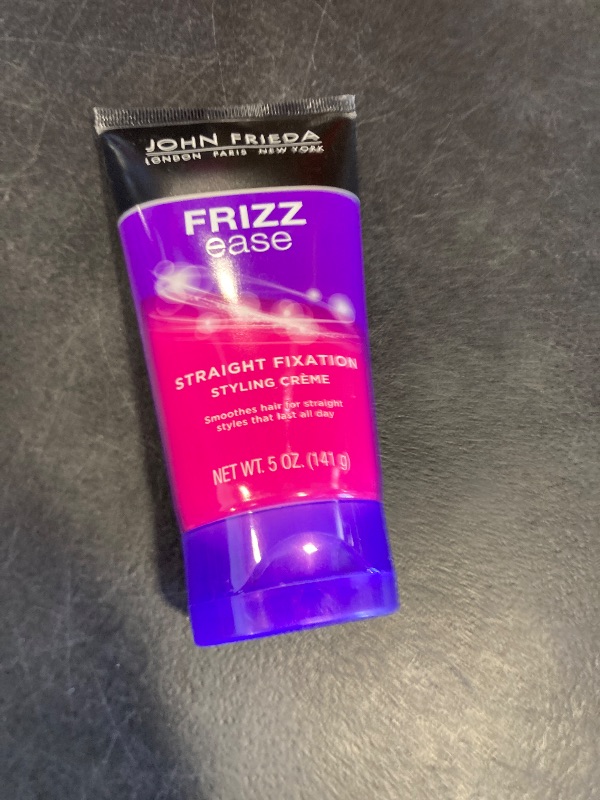 JOHN FRIEDA
LONDON PARIS NEW YORK
FRIZZ
ease
STRAIGHT FIXATION
STYLING CRÈME
Smoothes hair for straight
styles that last all day
NET WT. 5 OZ. (141 g)